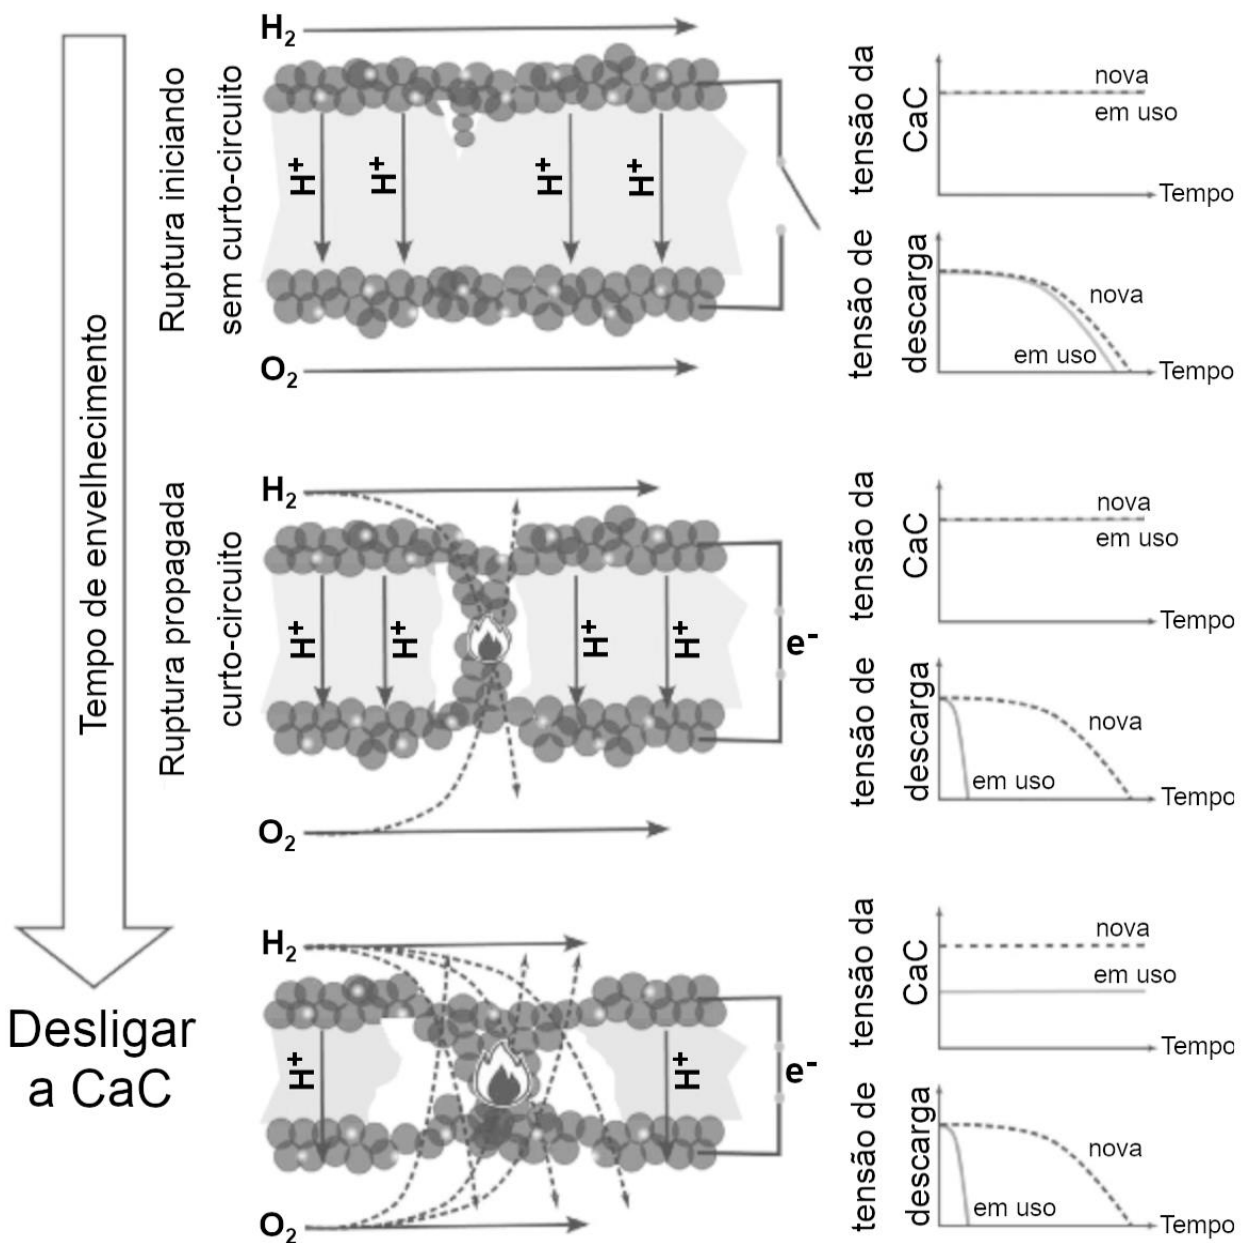 Tempo de envelhecimento
Desligar
a CaC
Ruptura iniciando
sem curto-circuito
H2
H+
H+
H+
H+
O2
tensão da
CaC
nova
em uso
Tempo
tensão de
descarga
nova
em uso
Tempo
Ruptura propagada
curto-circuito
H2
H+
H+
H+
H+
e-
O2
tensão da
CaC
nova
em uso
Tempo
tensão de
descarga
nova
em uso
Tempo
H2
H+
H+
e-
O2
tensão da
CaC
nova
em uso
Tempo
tensão de
descarga
nova
em uso
Tempo